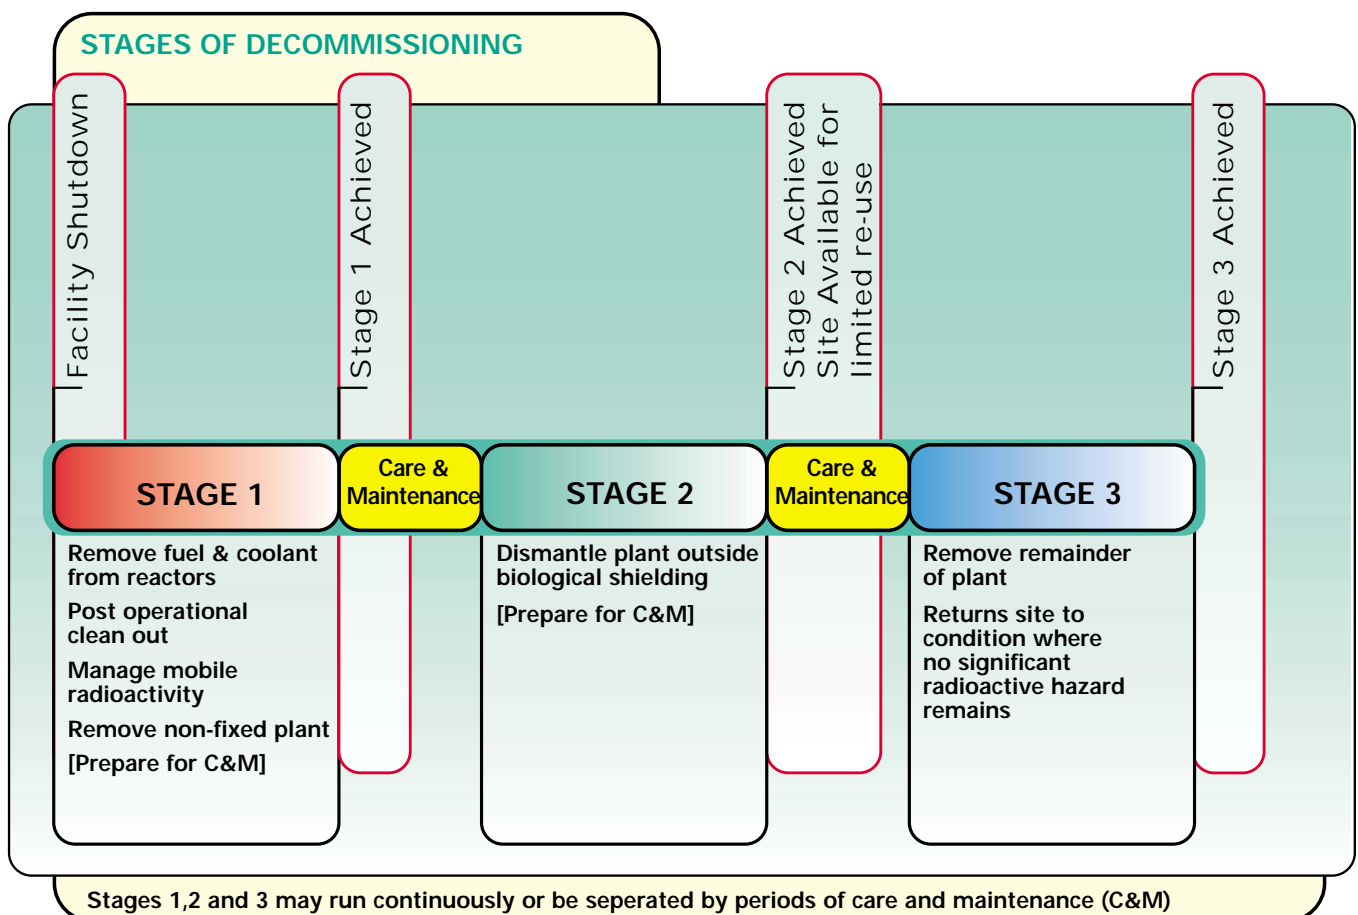 STAGES OF DECOMMISSIONING
Facility Shutdown
Stage 1 Achieved
Stage 2 Achieved
Site Available for
limited re-use
Stage 3 Achieved
STAGE 1
Care &
Maintenance
STAGE 2
Care &
Maintenance
STAGE 3
Remove fuel & coolant
from reactors
Post operational
clean out
Manage mobile
radioactivity
Remove non-fixed plant
[Prepare for C&M]
Dismantle plant outside
biological shielding
[Prepare for C&M]
Remove remainder
of plant
Returns site to
condition where
no significant
radioactive hazard
remains
Stages 1,2 and 3 may run continuously or be seperated by periods of care and maintenance (C&M)